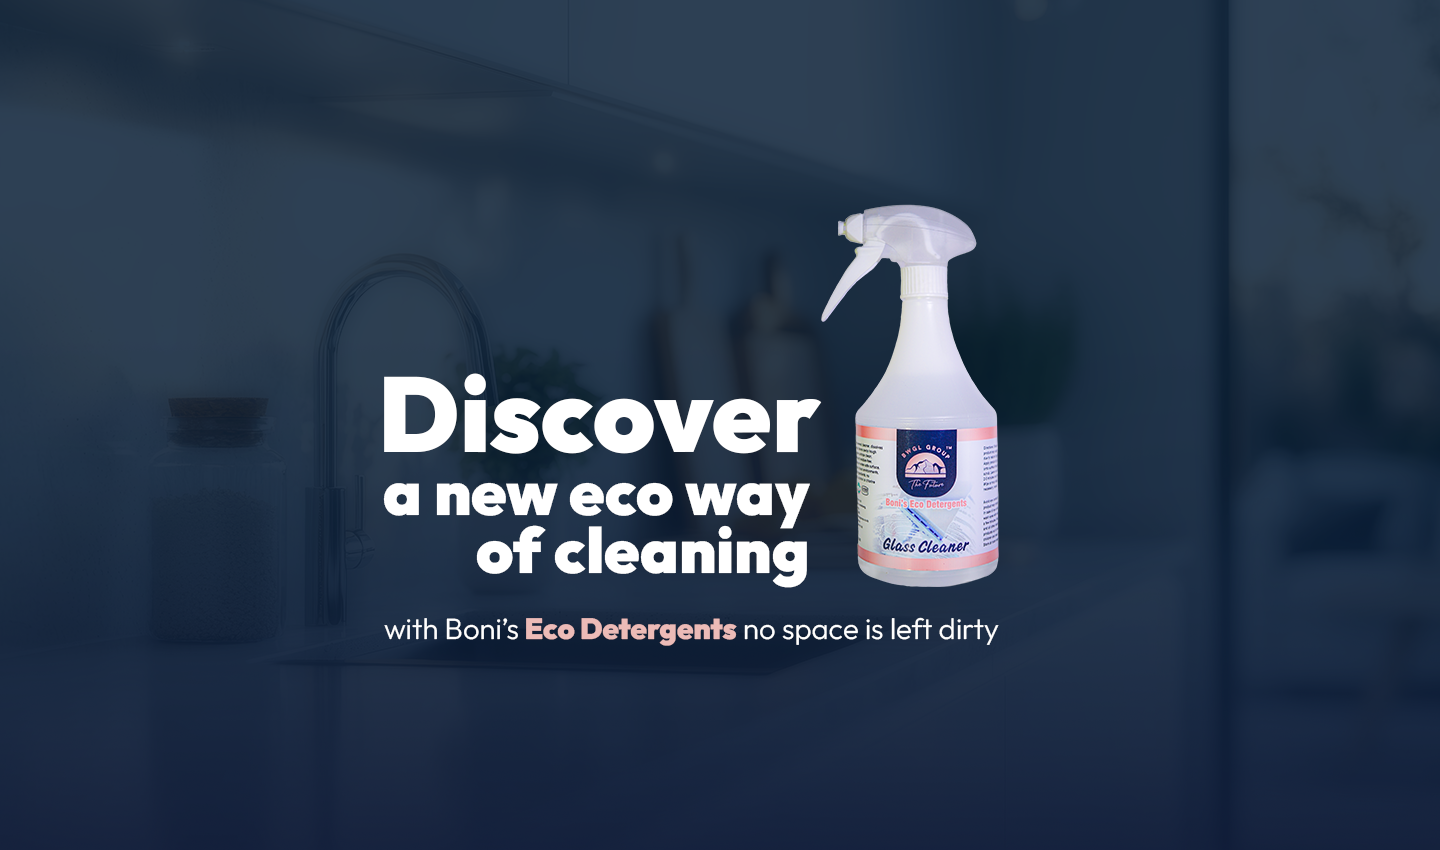 Discover
a new eco way
of cleaning
with Boni's Eco Detergents no space is left dirty
BWGL GROUP
TM
The Future
Boni's Eco Detergents
Glass Cleaner